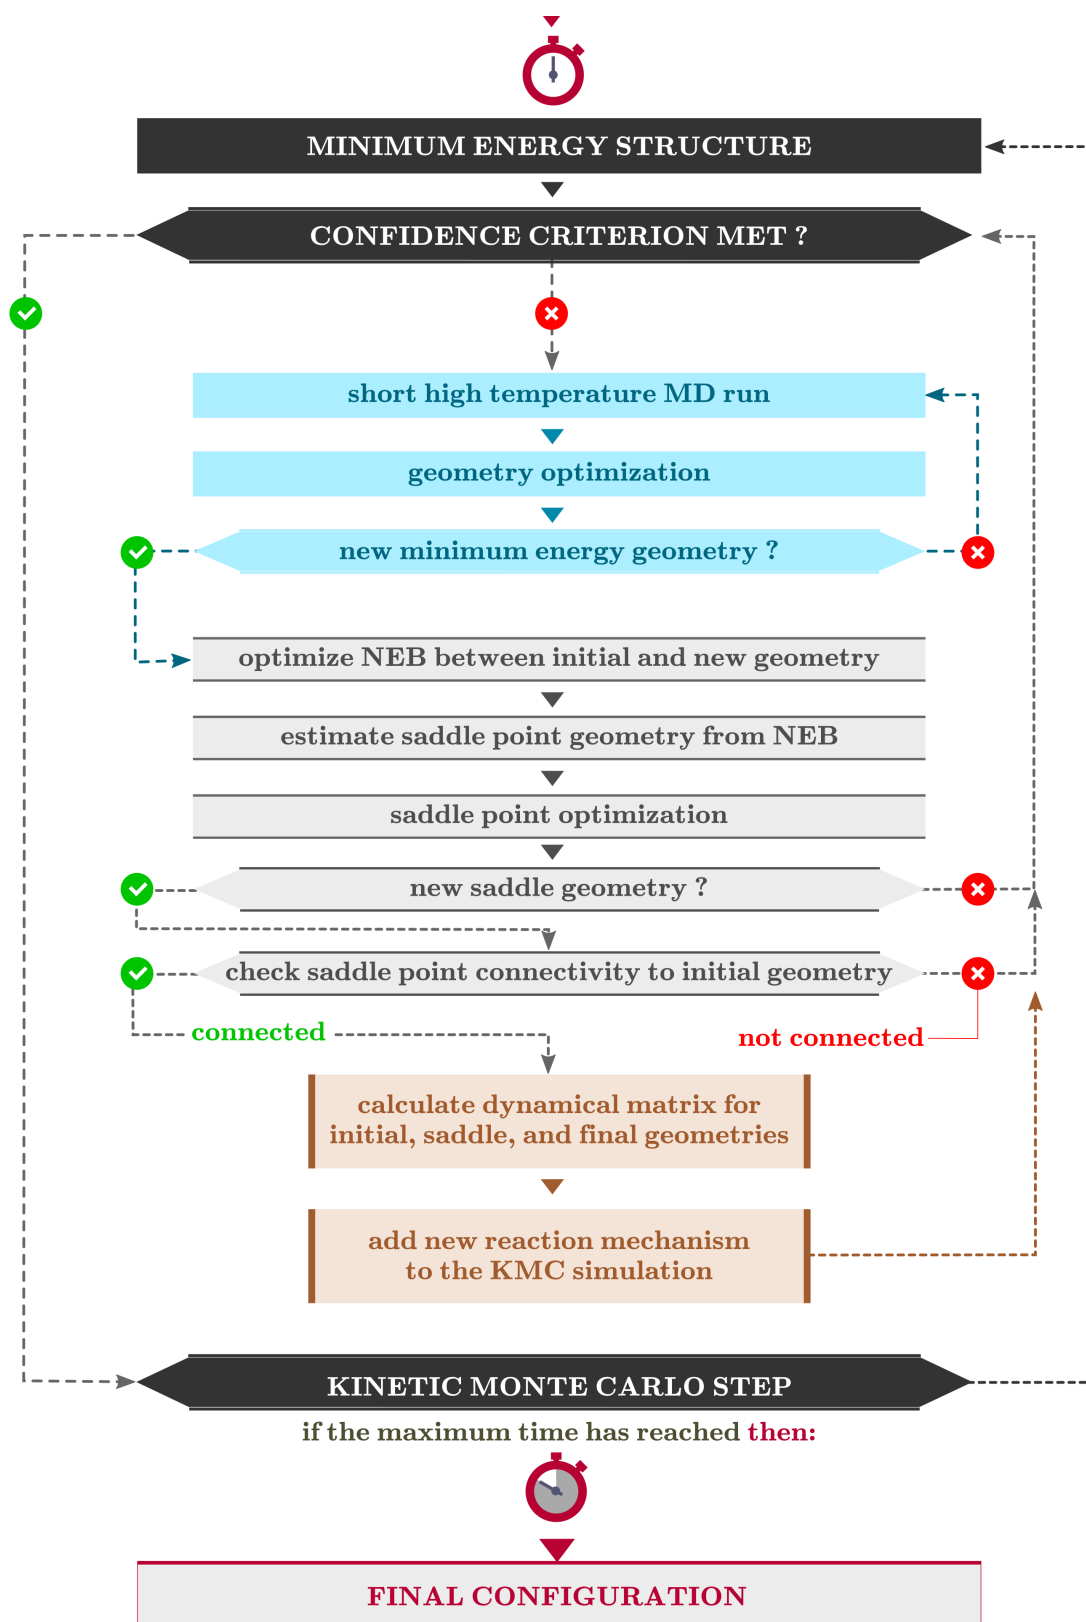 MINIMUM ENERGY STRUCTURE
CONFIDENCE CRITERION MET ?
short high temperature MD run
geometry optimization
new minimum energy geometry ?
optimize NEB between initial and new geometry
estimate saddle point geometry from NEB
saddle point optimization
new saddle geometry ?
check saddle point connectivity to initial geometry
connected
not connected
calculate dynamical matrix for
initial, saddle, and final geometries
add new reaction mechanism
to the KMC simulation
KINETIC MONTE CARLO STEP
if the maximum time has reached then:
FINAL CONFIGURATION